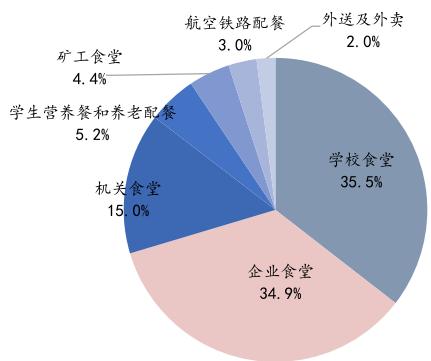 航空铁路配餐
3.0%
外送及外卖
2.0%
矿工食堂
4.4%
学生营养餐和养老配餐
5.2%
机关食堂
15.0%
学校食堂
35.5%
企业食堂
34.9%